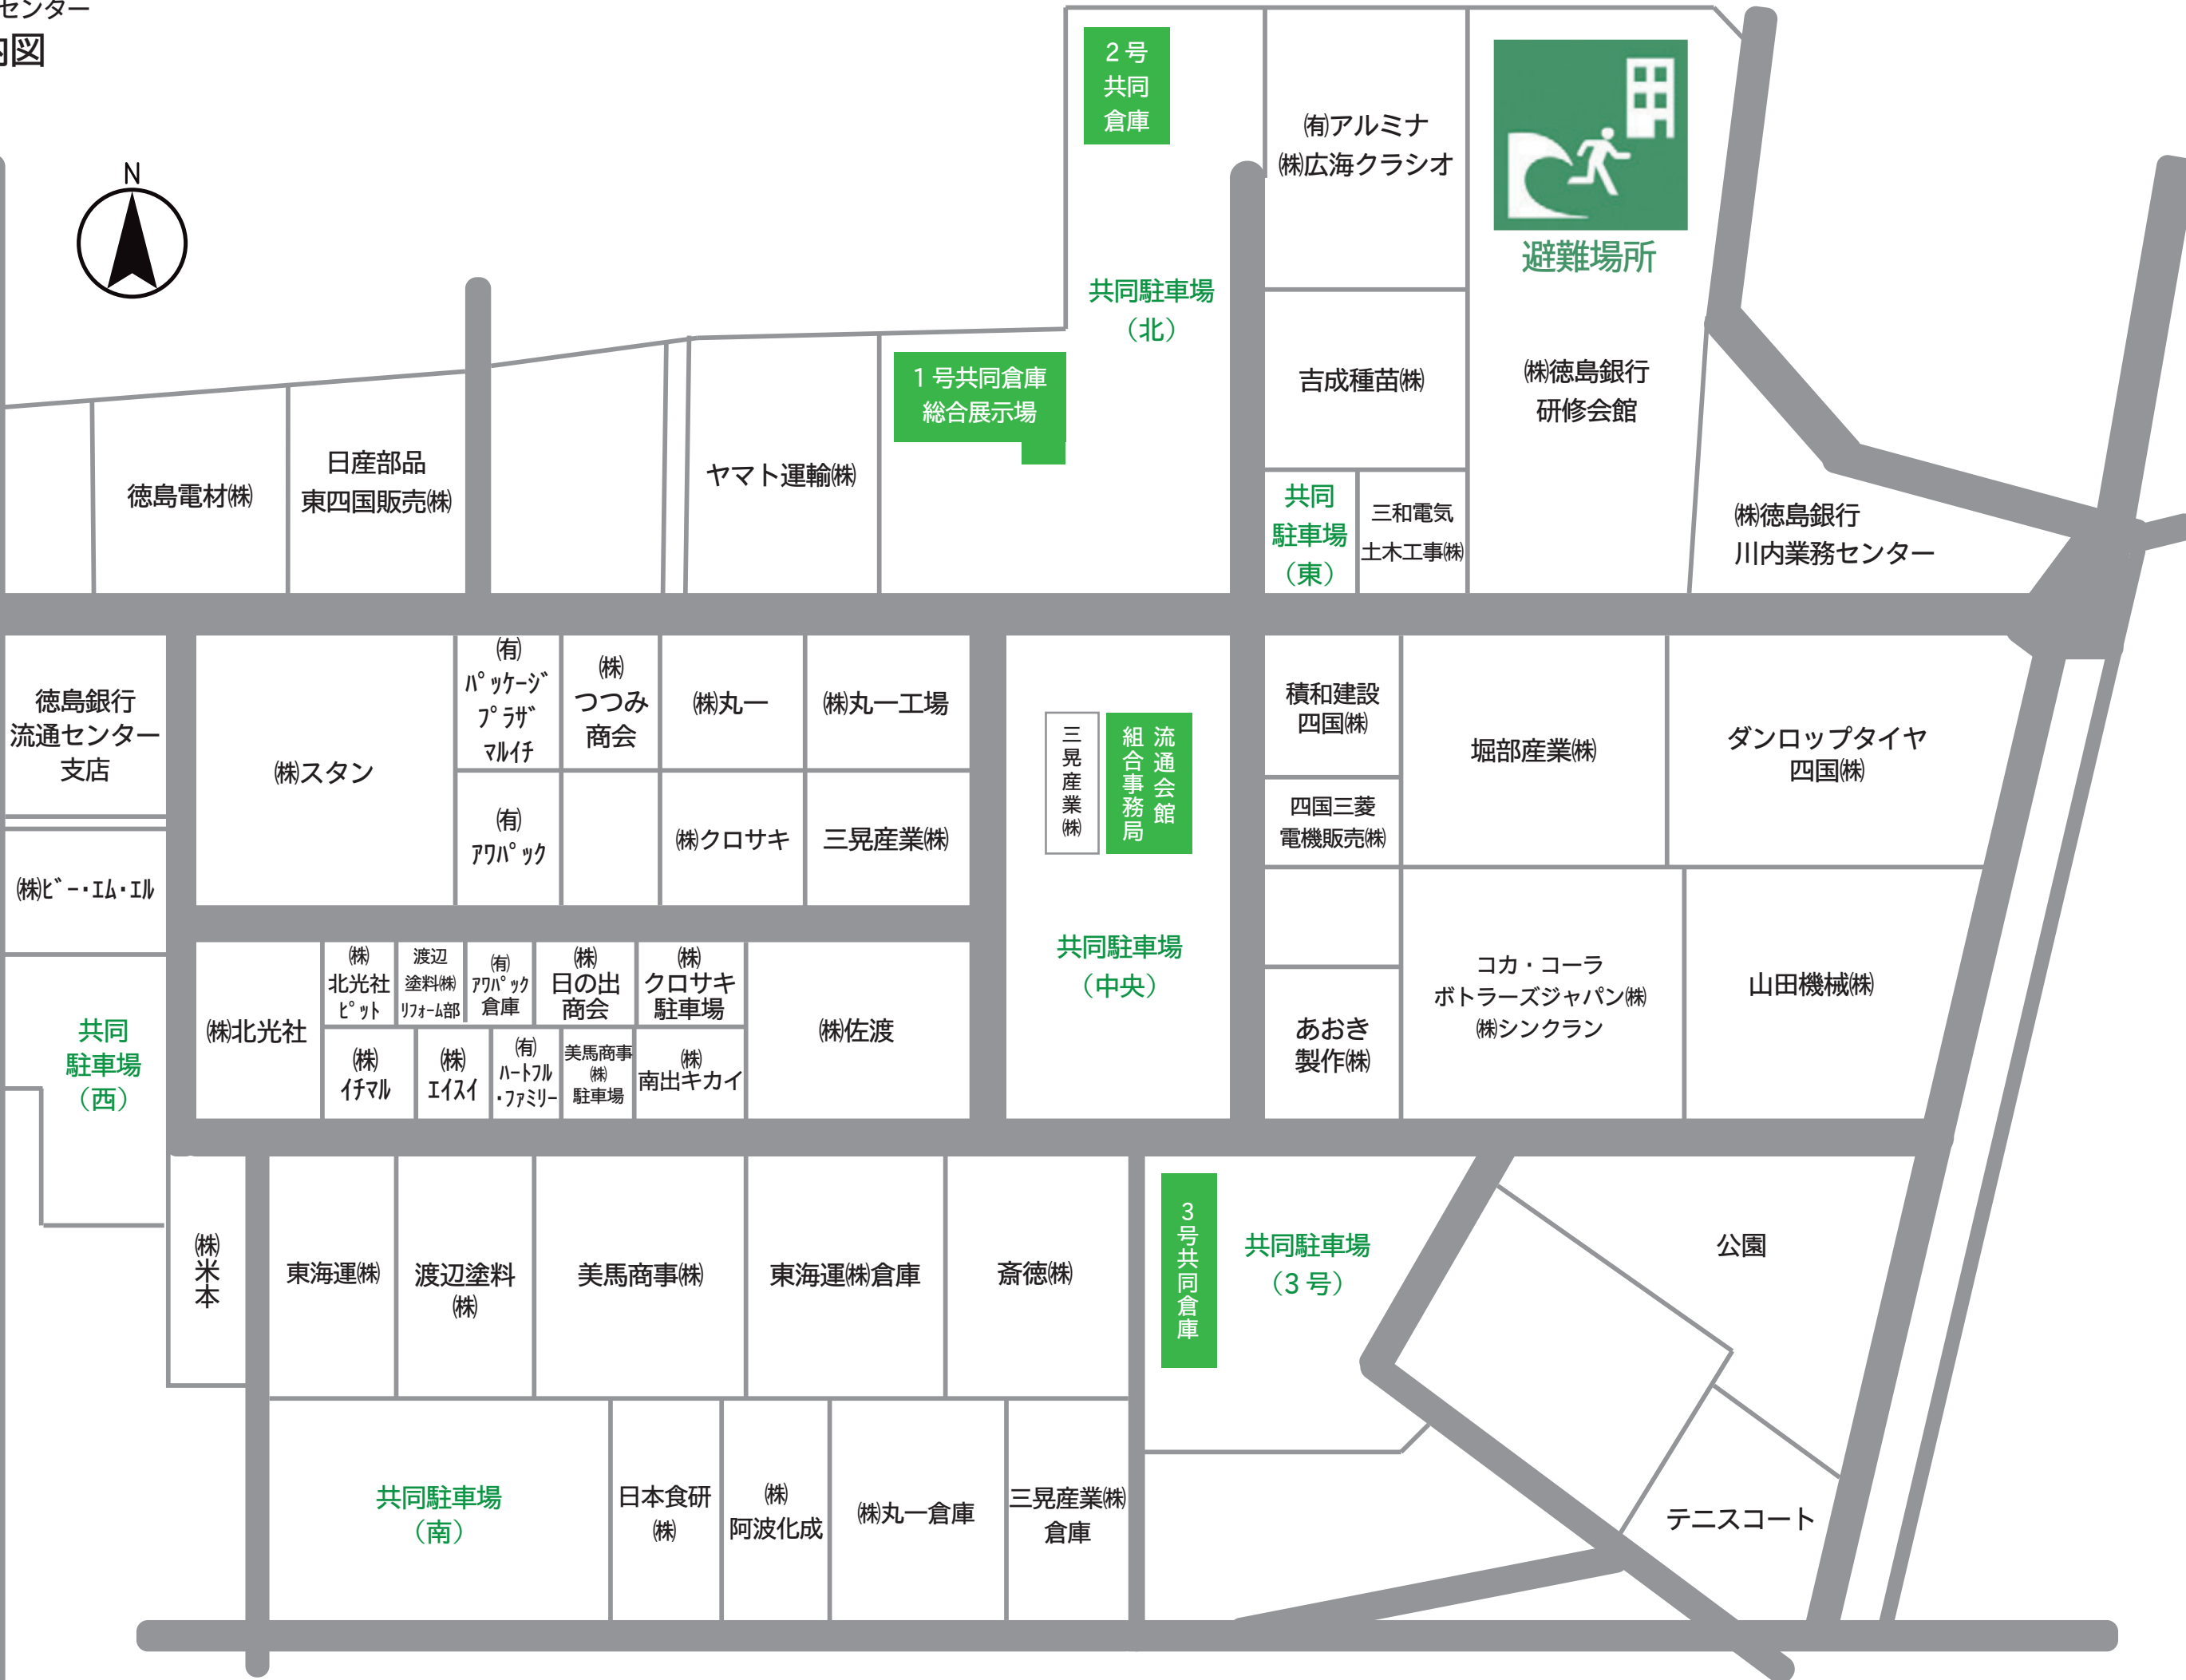 センター
内図
N
2号
共同
倉庫
㈲アルミナ
㈱広海クラシオ
避難場所
共同駐車場
（北）
1号共同倉庫
総合展示場
吉成種苗㈱
㈱徳島銀行
研修会館
徳島電材㈱
日産部品
東四国販売㈱
ヤマト運輸㈱
共同
駐車場
（東）
三和電気
土木工事㈱
㈱徳島銀行
川内業務センター
徳島銀行
流通センター
支店
㈱スタン
㈲
ﾊﾟｯｹｰｼﾞ
ﾌﾟﾗｻﾞ
ﾏﾙｲﾁ
㈱
つつみ
商会
㈱丸一
㈱丸一工場
三晃産業㈱
流通会館
組合事務局
積和建設
四国㈱
堀部産業㈱
ダンロップタイヤ
四国㈱
㈲
ｱﾜﾊﾟｯｸ
㈱クロサキ
三晃産業㈱
四国三菱
電機販売㈱
㈱ﾋﾞｰ･ｴﾑ･ｴﾙ
共同駐車場
（中央）
㈱北光社
㈱
北光社
ﾋﾟｯﾄ
渡辺
塗料㈱
ﾘﾌｫｰﾑ部
㈲
ｱﾜﾊﾟｯｸ
倉庫
㈱
日の出
商会
㈱
クロサキ
駐車場
㈱佐渡
あおき
製作㈱
コカ・コーラ
ボトラーズジャパン㈱
㈱シンクラン
山田機械㈱
共同
駐車場
（西）
㈱
ｲﾁﾏﾙ
㈱
ｴｲｽｲ
㈲
ﾊｰﾄﾌﾙ
･ﾌｧﾐﾘｰ
美馬商事
㈱
駐車場
㈱
南出キカイ
㈱米本
東海運㈱
渡辺塗料
㈱
美馬商事㈱
東海運㈱倉庫
斎徳㈱
3号共同倉庫
共同駐車場
（3号）
公園
共同駐車場
（南）
日本食研
㈱
㈱
阿波化成
㈱丸一倉庫
三晃産業㈱
倉庫
テニスコート